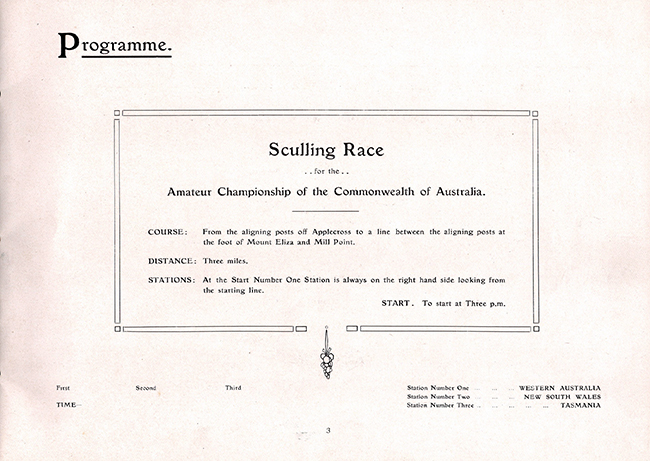 Programme.
Sculling Race
..for the..
Amateur Championship of the Commonwealth of Australia.
COURSE: From the aligning posts off Applecross to a line between the aligning posts at
the foot of Mount Eliza and Mill Point.
DISTANCE: Three miles.
STATIONS: At the Start Number One Station is always on the right hand side looking from
the starting line.
START. To start at Three p.m.
First Second Third
TIME—
Station Number One ... ... ... WESTERN AUSTRALIA
Station Number Two ... ... ... NEW SOUTH WALES
Station Number Three .. ... ... ... ... TASMANIA
3